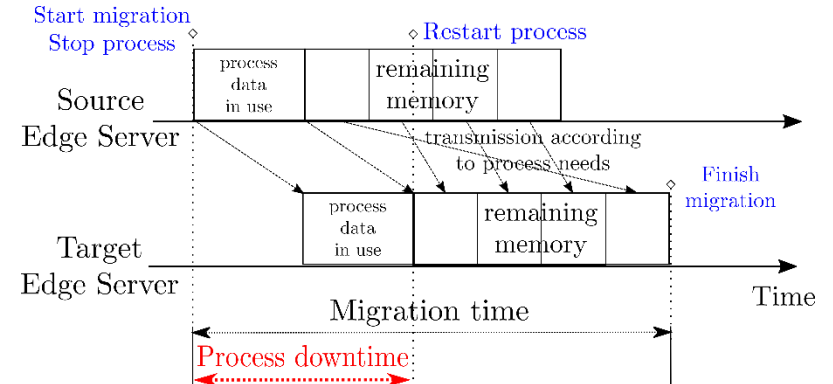 Start migration
Stop process
Restart process
process
data
in use
remaining
memory
Source
Edge Server
transmission according
to process needs
Finish
migration
process
data
in use
remaining
memory
Target
Edge Server
Time
Migration time
Process downtime